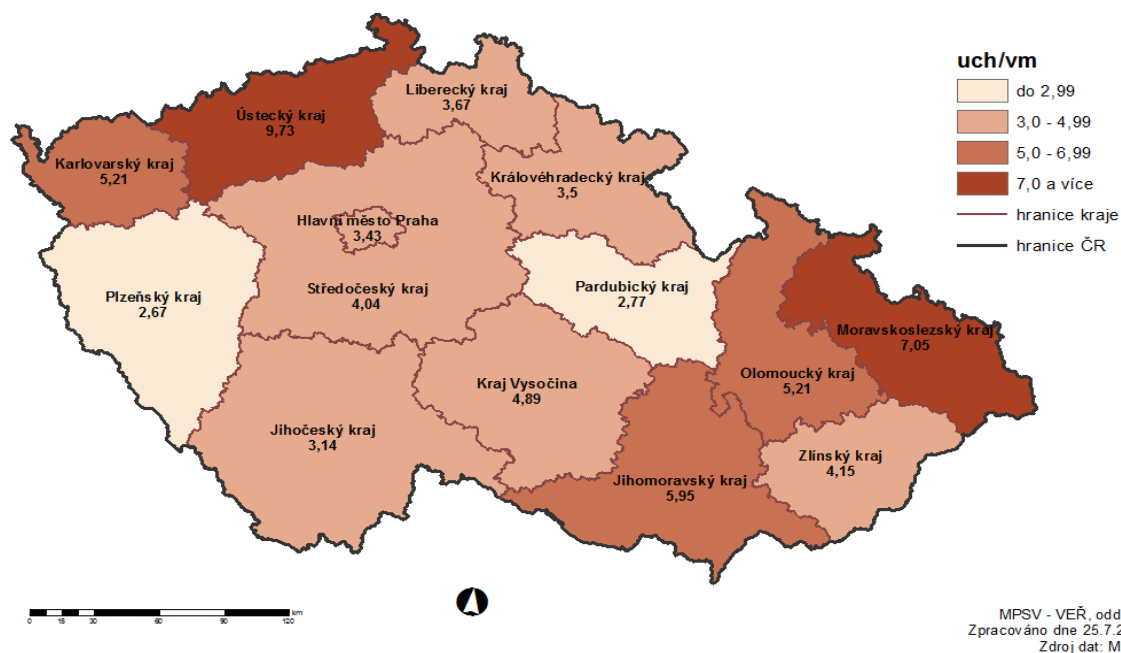 uch/vm
do 2,99
3,0 - 4,99
5,0 - 6,99
7,0 a více
hranice kraje
hranice ČR
Liberecký kraj
3,67
Ústecký kraj
9,73
Karlovarský kraj
5,21
Královéhradecký kraj
3,5
Hlavní město Praha
3,43
Plzeňský kraj
2,67
Středočeský kraj
4,04
Pardubický kraj
2,77
Moravskoslezský kraj
7,05
Olomoucký kraj
5,21
Kraj Vysočina
4,89
Jihočeský kraj
3,14
Zlínský kraj
4,15
Jihomoravský kraj
5,95
km
0 15 30 60 90 120
MPSV - VEŘ, odd
Zpracováno dne 25.7.2
Zdroj dat: M